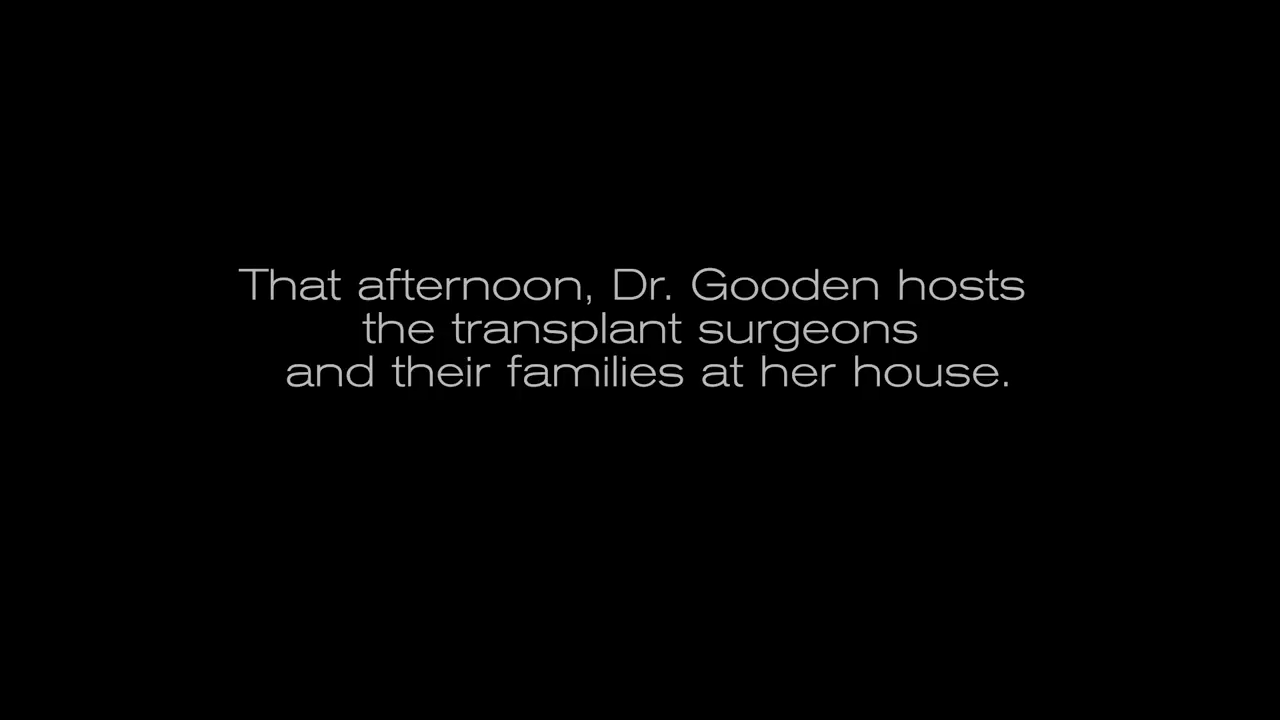 That afternoon, Dr. Gooden hosts
the transplant surgeons
and their families at her house.